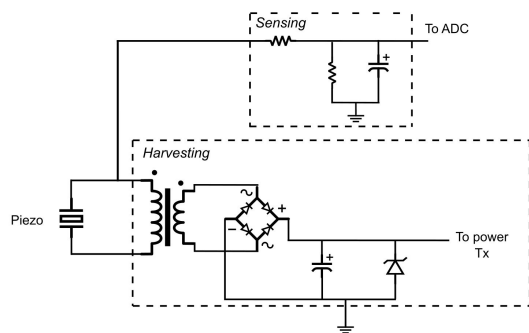 Sensing
To ADC
+
Harvesting
Piezo
~
+
−
~
+
To power
Tx